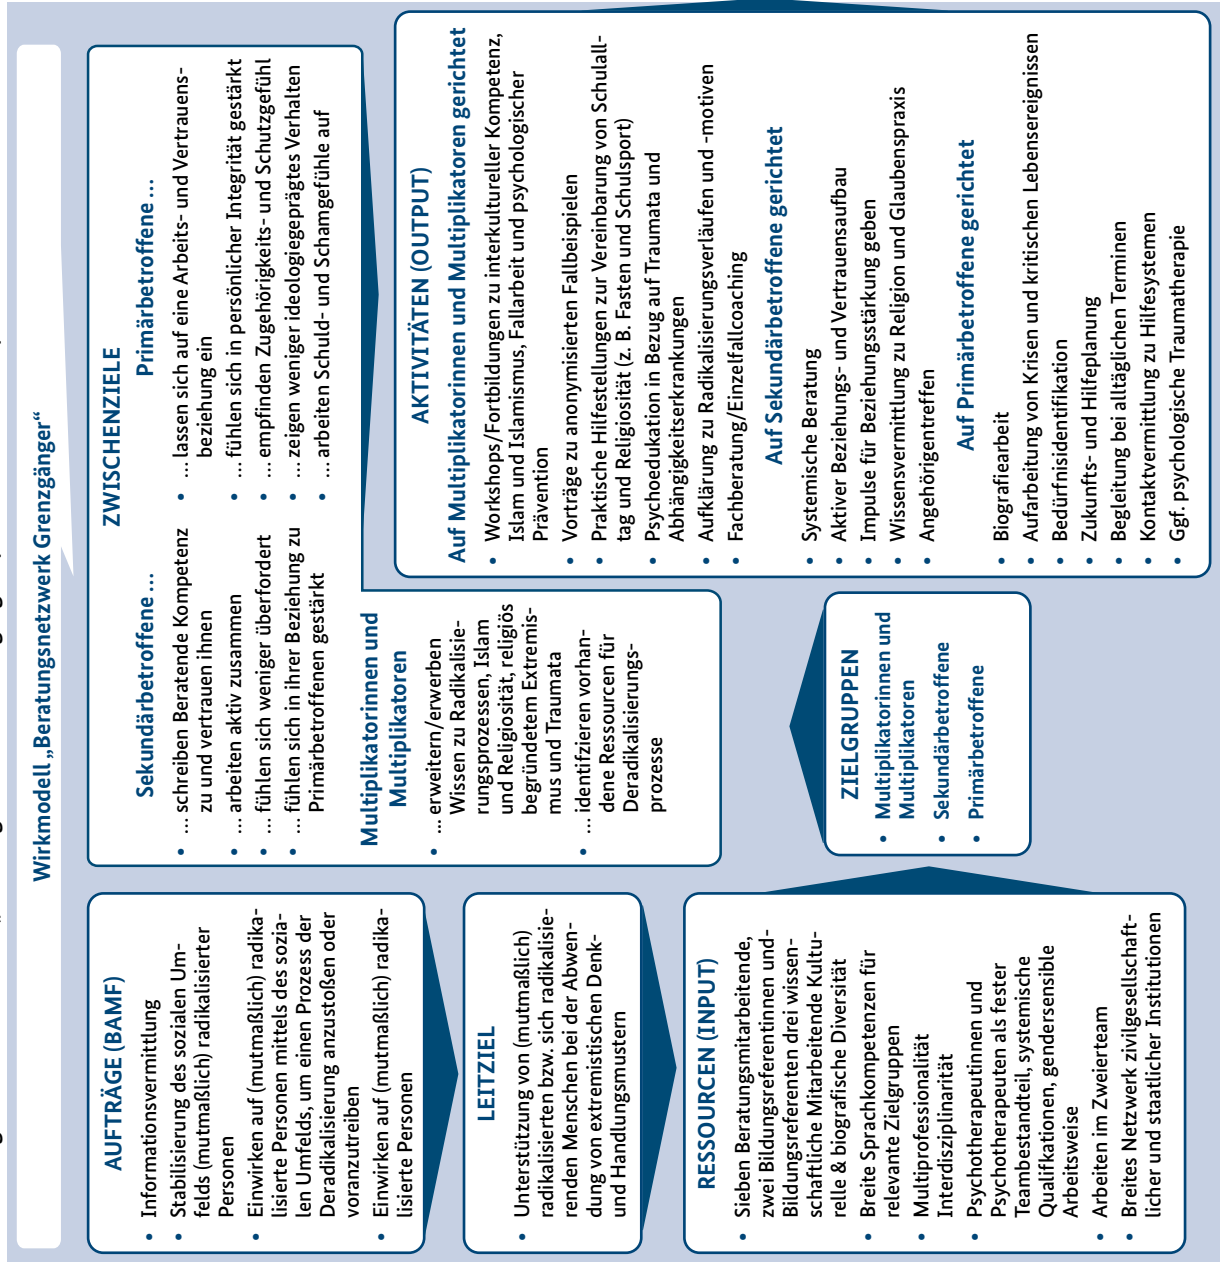 Wirkmodell „Beratungsnetzwerk Grenzgänger“
AUFTRÄGE (BAMF)
• Informationsvermittlung
• Stabilisierung des sozialen Um-
felds (mutmaßlich) radikalisierter
Personen
• Einwirken auf (mutmaßlich) radika-
lisierte Personen mittels des sozia-
len Umfelds, um einen Prozess der
Deradikalisierung anzustoßen oder
voranzutreiben
• Einwirken auf (mutmaßlich) radika-
lisierte Personen
LEITZIEL
• Unterstützung von (mutmaßlich)
radikalisierten bzw. sich radikalisie-
renden Menschen bei der Abwen-
dung von extremistischen Denk-
und Handlungsmustern
RESSOURCEN (INPUT)
• Sieben Beratungsmitarbeitende,
zwei Bildungsreferentinnen und-
Bildungsreferenten drei wissen-
schaftliche Mitarbeitende Kultu-
relle & biografische Diversität
• Breite Sprachkompetenzen für
relevante Zielgruppen
• Multiprofessionalität
Interdisziplinarität
• Psychotherapeutinnen und
Psychotherapeuten als fester
Teambestandteil, systemische
Qualifkationen, gendersensible
Arbeitsweise
• Arbeiten im Zweierteam
• Breites Netzwerk zivilgesellschaft-
licher und staatlicher Institutionen
ZIELGRUPPEN
• Multiplikatorinnen und
Multiplikatoren
• Sekundärbetroffene
• Primärbetroffene
AKTIVITÄTEN (OUTPUT)
Auf Multiplikatorinnen und Multiplikatoren gerichtet
• Workshops/Fortbildungen zu interkultureller Kompetenz,
Islam und Islamismus, Fallarbeit und psychologischer
Prävention
• Vorträge zu anonymisierten Fallbeispielen
• Praktische Hilfestellungen zur Vereinbarung von Schulall-
tag und Religiosität (z. B. Fasten und Schulsport)
• Psychoedukation in Bezug auf Traumata und
Abhängigkeitserkrankungen
• Aufklärung zu Radikalisierungsverläufen und -motiven
• Fachberatung/Einzelfallcoaching
Auf Sekundärbetroffene gerichtet
• Systemische Beratung
• Aktiver Beziehungs- und Vertrauensaufbau
• Impulse für Beziehungsstärkung geben
• Wissensvermittlung zu Religion und Glaubenspraxis
• Angehörigentreffen
Auf Primärbetroffene gerichtet
• Biografiearbeit
• Aufarbeitung von Krisen und kritischen Lebensereignissen
• Bedürfnisidentifikation
• Zukunfts- und Hilfeplanung
• Begleitung bei alltäglichen Terminen
• Kontaktvermittlung zu Hilfesystemen
• Ggf. psychologische Traumatherapie
ZWISCHENZIELE
Sekundärbetroffene ...
• ... schreiben Beratende Kompetenz
zu und vertrauen ihnen
• ... arbeiten aktiv zusammen
• ... fühlen sich weniger überfordert
• ... fühlen sich in ihrer Beziehung zu
Primärbetroffenen gestärkt
Primärbetroffene ...
• ... lassen sich auf eine Arbeits- und Vertrauens-
beziehung ein
• ... fühlen sich in persönlicher Integrität gestärkt
• ... empfinden Zugehörigkeits- und Schutzgefühl
• ... zeigen weniger ideologiegeprägtes Verhalten
• ... arbeiten Schuld- und Schamgefühle auf
Multiplikatorinnen und
Multiplikatoren
• ... erweitern/erwerben
Wissen zu Radikalisie-
rungsprozessen, Islam
und Religiosität, religiös
begründetem Extremis-
mus und Traumata
• ... identifzieren vorhan-
dene Ressourcen für
Deradikalisierungs-
prozesse